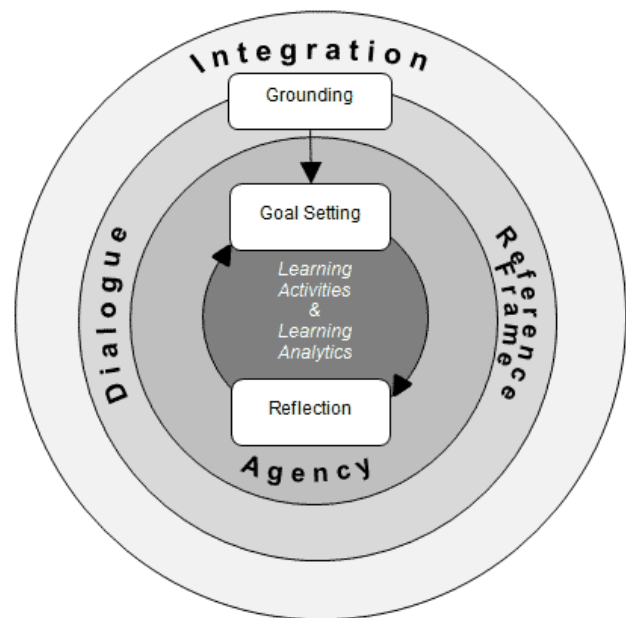 Integration
Grounding
Goal Setting
Dialogue
Reference
Frame
Learning
Activities
&
Learning
Analytics
Reflection
Agency